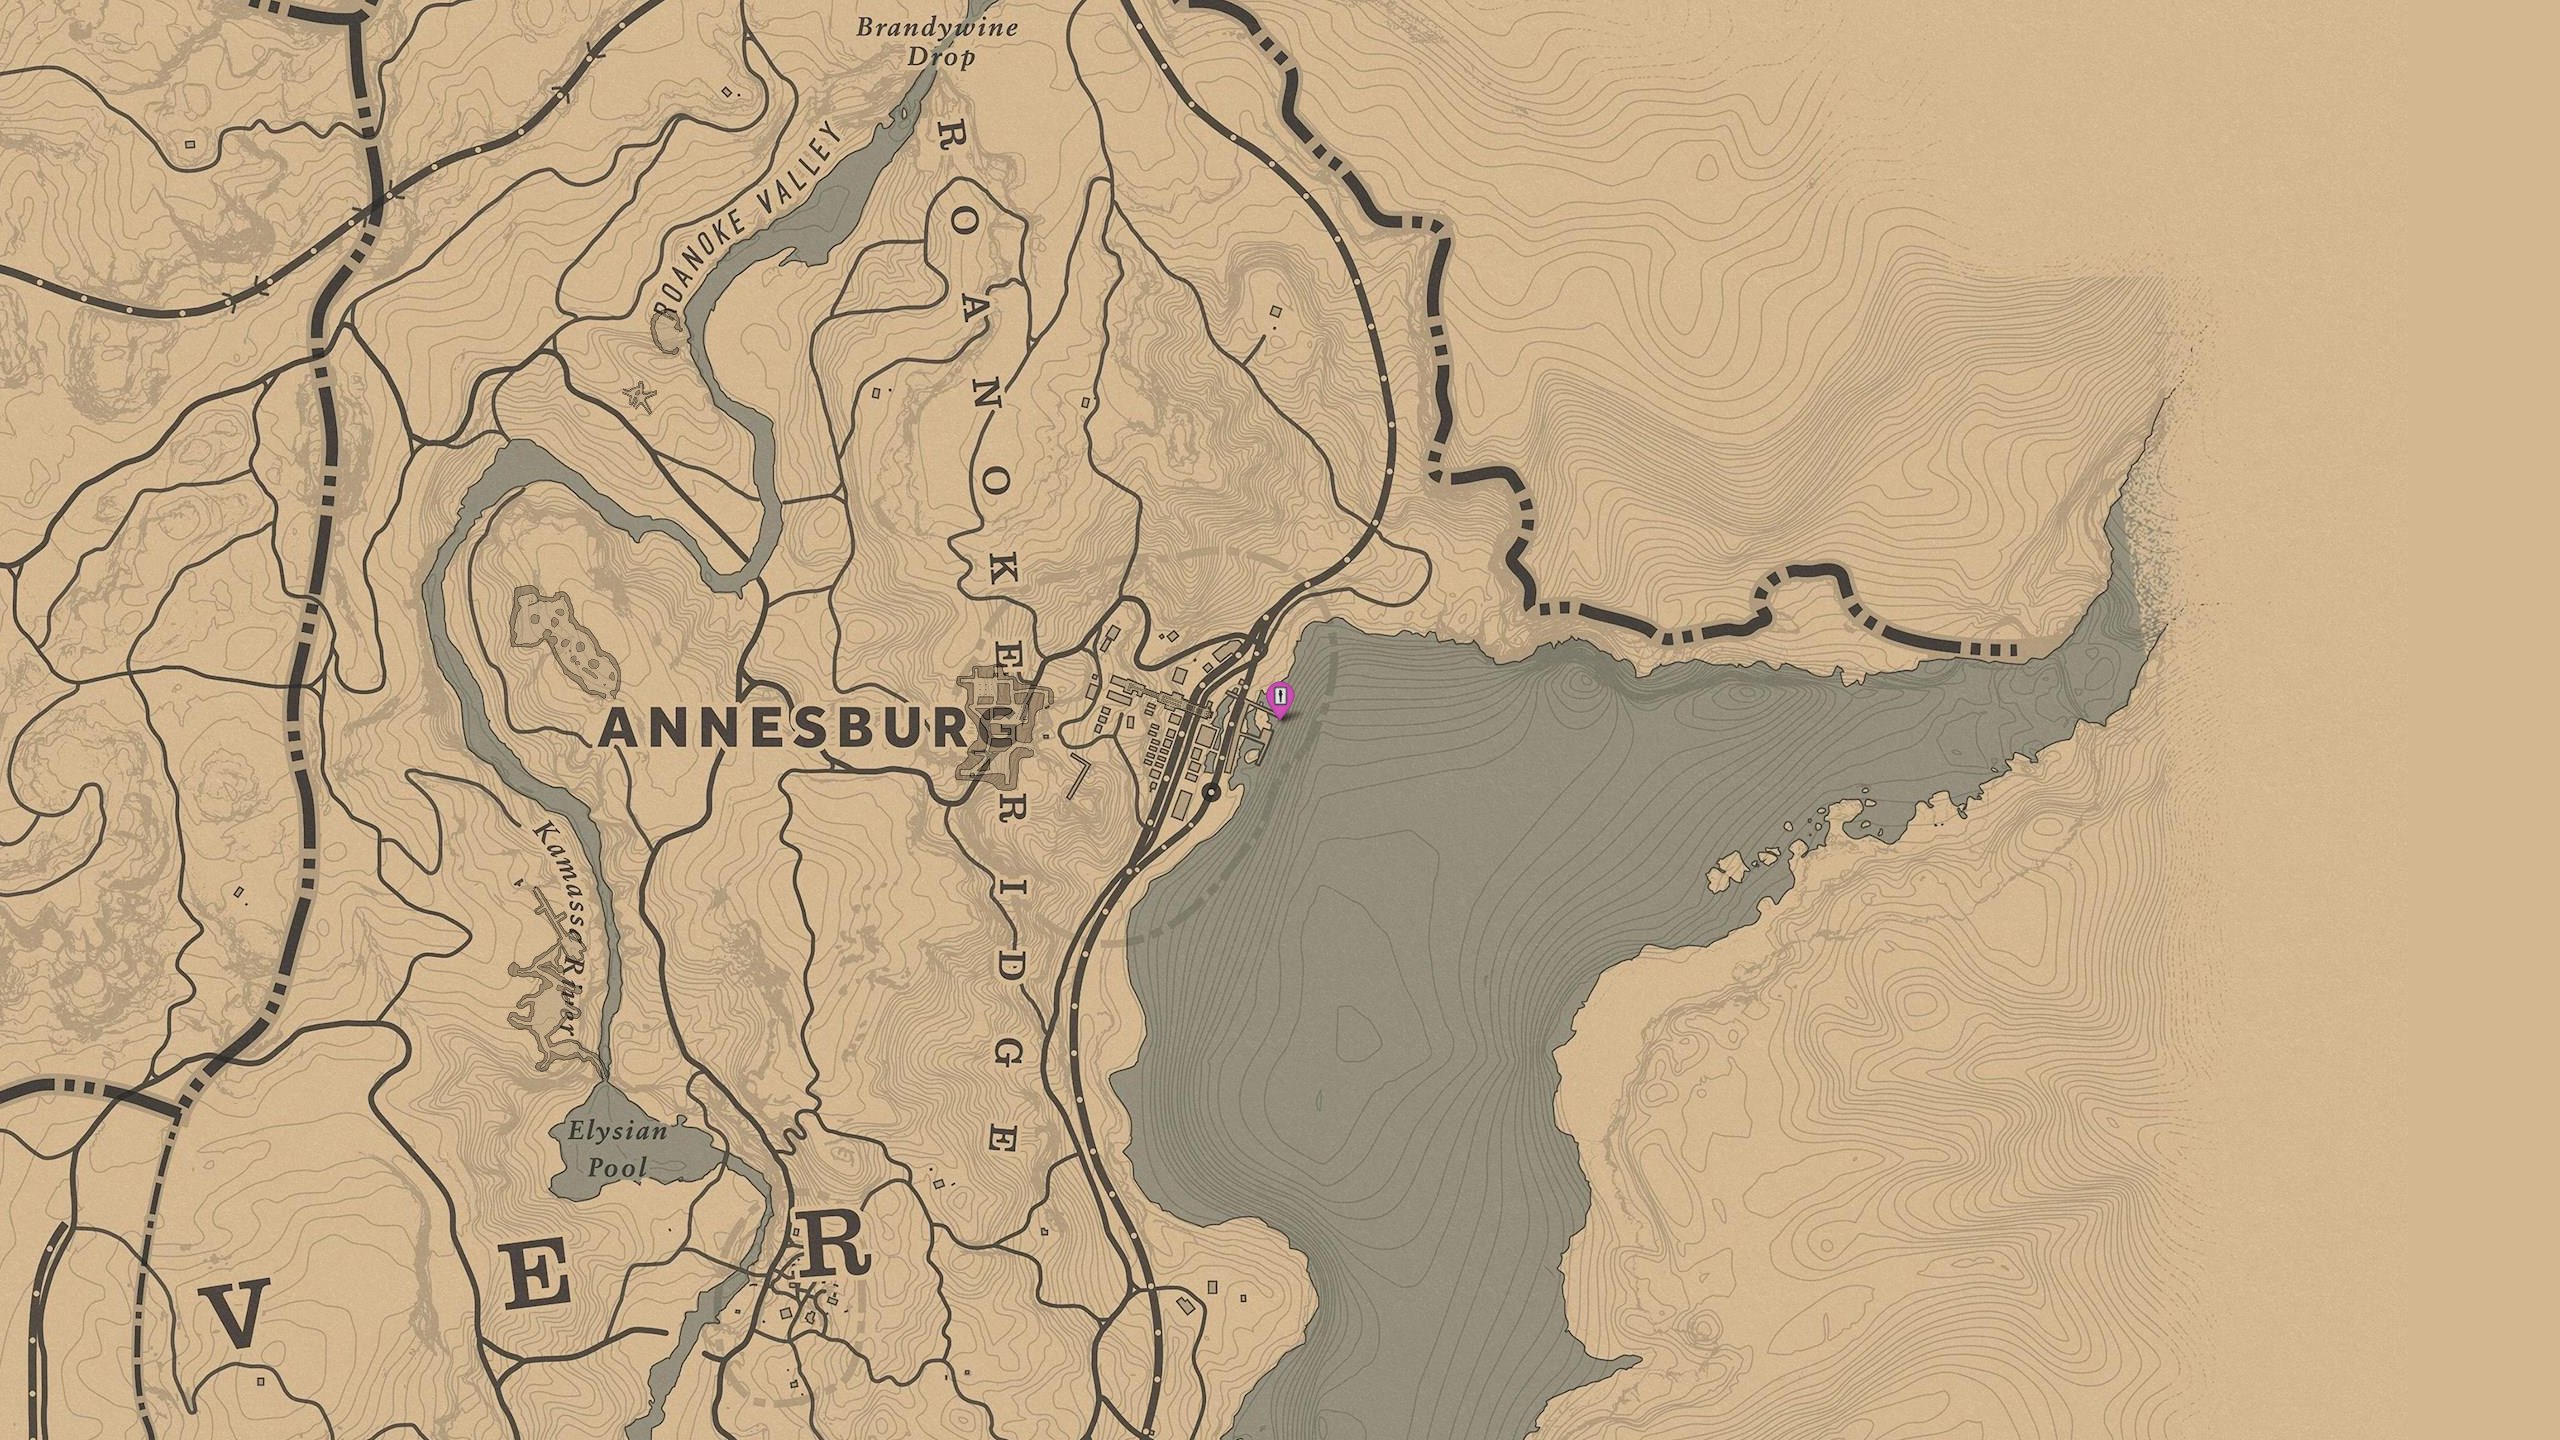 Brandywine
Drop
ROANOKE VALLEY
ROANOKE RIDGE
ANNESBURG
Kamassa River
Elysian
Pool
V E R